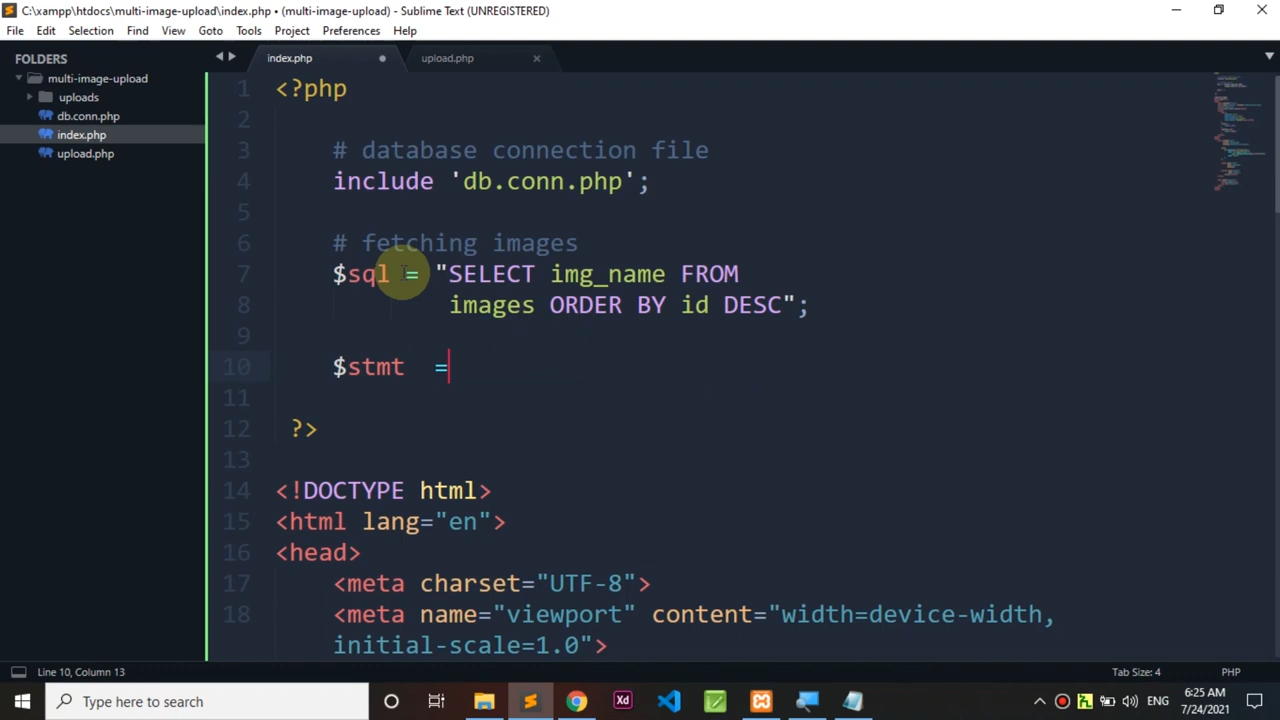 C:\xampp\htdocs\multi-image-upload\index.php • (multi-image-upload) - Sublime Text (UNREGISTERED)
File Edit Selection Find View Goto Tools Project Preferences Help
FOLDERS
multi-image-upload
uploads
db.conn.php
index.php
upload.php
index.php upload.php
1 <?php
2
3 # database connection file
4 include 'db.conn.php';
5
6 # fetching images
7 $sql = "SELECT img_name FROM
8 images ORDER BY id DESC";
9
10 $stmt =
11
12 ?>
13
14 <!DOCTYPE html>
15 <html lang="en">
16 <head>
17 <meta charset="UTF-8">
18 <meta name="viewport" content="width=device-width,
initial-scale=1.0">
Line 10, Column 13 Tab Size: 4 PHP
Type here to search
Xd
ENG
6:25 AM
7/24/2021